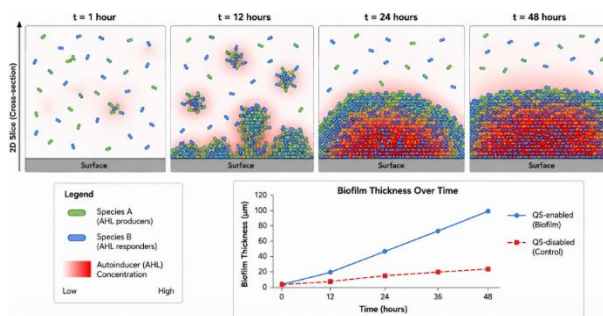 t = 1 hour
t = 12 hours
t = 24 hours
t = 48 hours
2D Slice (Cross-section)
Surface
Surface
Surface
Surface
Legend
Species A
(AHL producers)
Species B
(AHL responders)
Autoinducer (AHL)
Concentration
Low
High
Biofilm Thickness Over Time
Biofilm Thickness (μm)
120
100
80
60
40
20
0
0
12
24
36
48
Time (hours)
QS-enabled
(Biofilm)
QS-disabled
(Control)